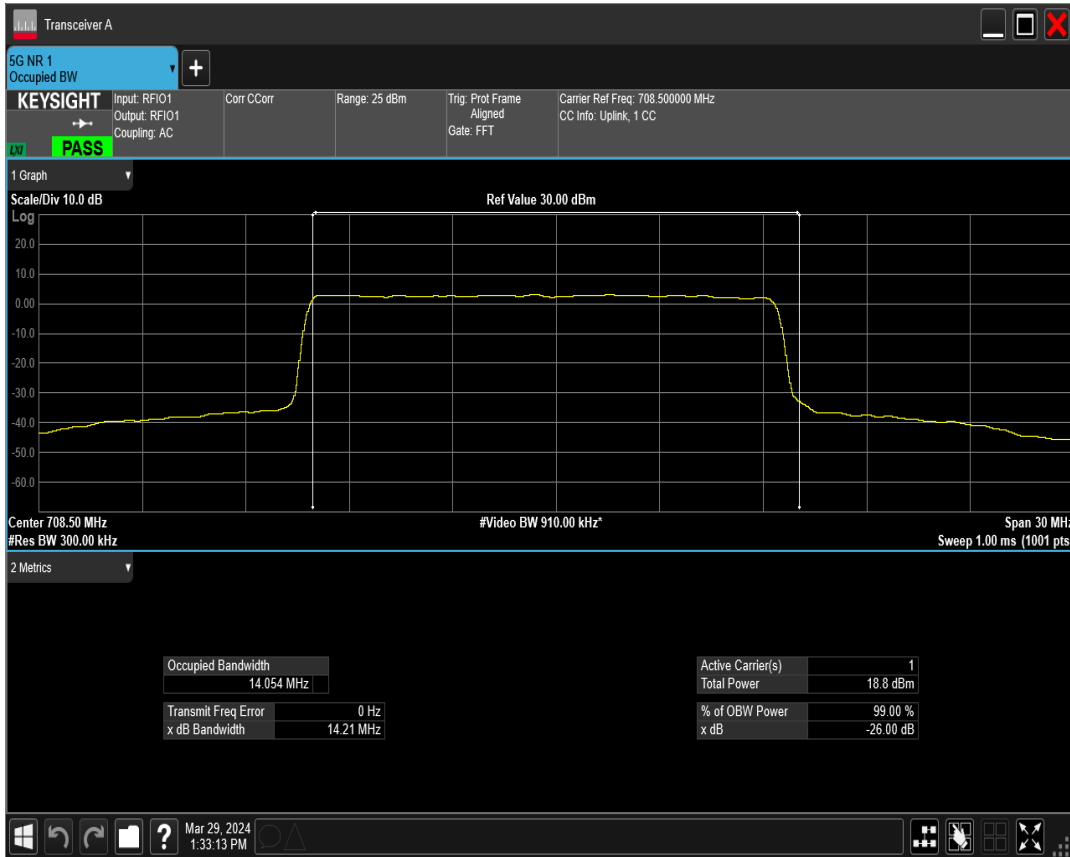 Transceiver A
5G NR 1
Occupied BW
+
KEYSIGHT
LXI
PASS
Input: RFIO1
Output: RFIO1
Coupling: AC
Corr CCorr
Range: 25 dBm
Trig: Prot Frame
Aligned
Gate: FFT
Carrier Ref Freq: 708.500000 MHz
CC Info: Uplink, 1 CC
1 Graph
Scale/Div 10.0 dB
Ref Value 30.00 dBm
Log
20.0
10.0
0.00
-10.0
-20.0
-30.0
-40.0
-50.0
-60.0
Center 708.50 MHz
#Video BW 910.00 kHz*
Span 30 MHz
#Res BW 300.00 kHz
Sweep 1.00 ms (1001 pts
2 Metrics
Occupied Bandwidth
14.054 MHz
Transmit Freq Error 0 Hz
x dB Bandwidth 14.21 MHz
Active Carrier(s) 1
Total Power 18.8 dBm
% of OBW Power 99.00 %
x dB -26.00 dB
?
Mar 29, 2024
1:33:13 PM